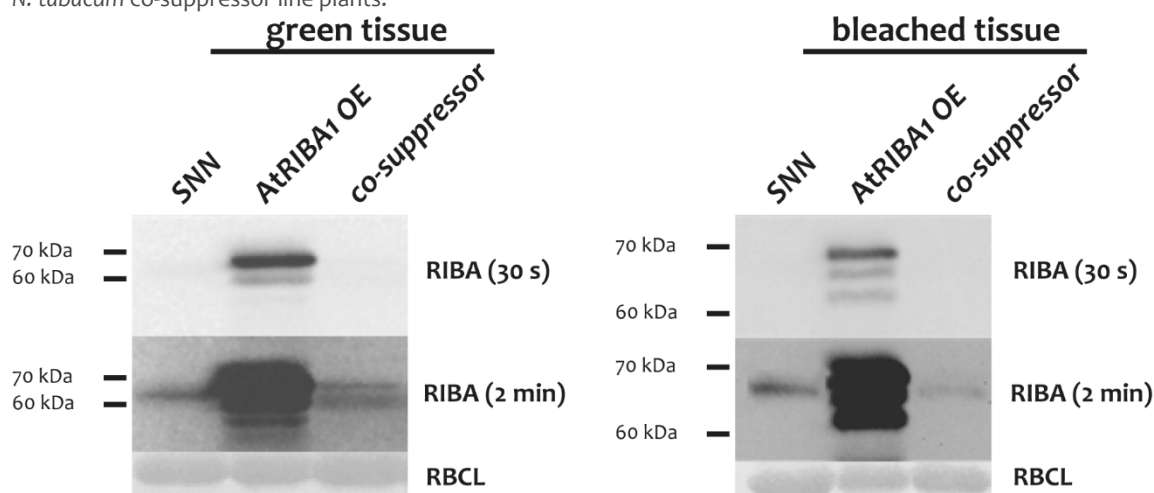 N. tabacum co-suppressor line plants.
green tissue
SNN
AtRIBA1 OE
co-suppressor
70 kDa
60 kDa
RIBA (30 s)
70 kDa
60 kDa
RIBA (2 min)
RBCL
bleached tissue
SNN
AtRIBA1 OE
co-suppressor
70 kDa
60 kDa
RIBA (30 s)
70 kDa
60 kDa
RIBA (2 min)
RBCL